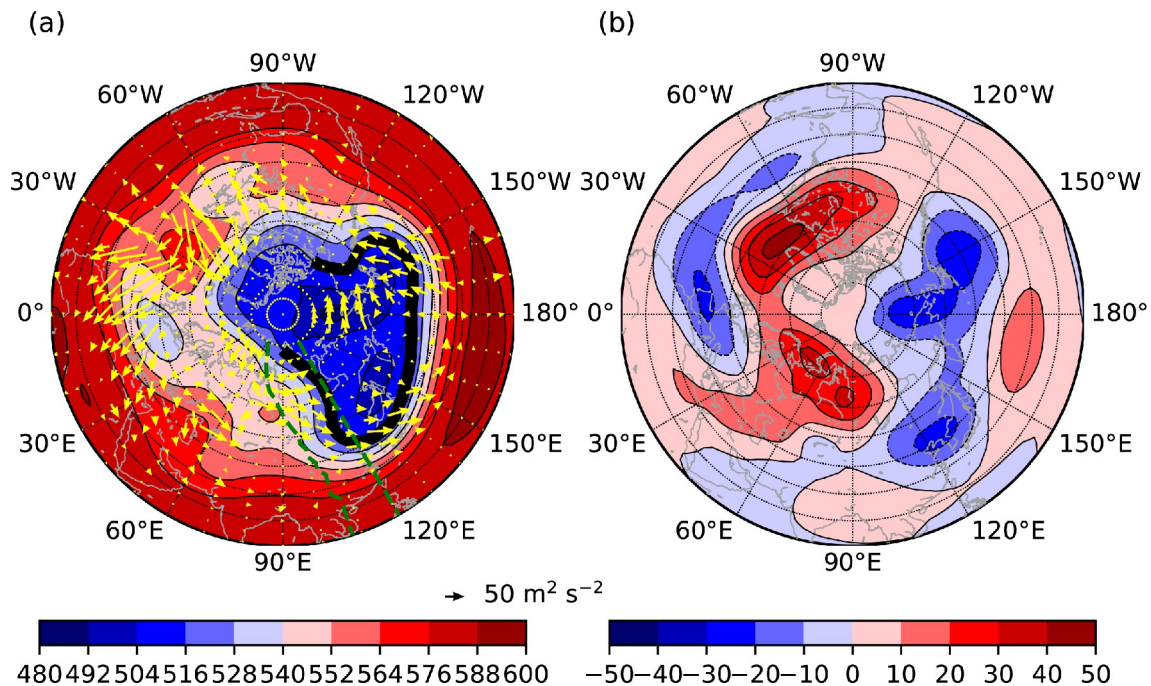 (a) (b)
90°W 90°W
60°W 120°W 60°W 120°W
30°W 150°W 30°W 150°W
0° 180° 0° 180°
30°E 150°E 30°E 150°E
60°E 120°E 60°E 120°E
90°E 90°E
50 m² s⁻²
480 492 504 516 528 540 552 564 576 588 600 −50 −40 −30 −20 −10 0 10 20 30 40 50